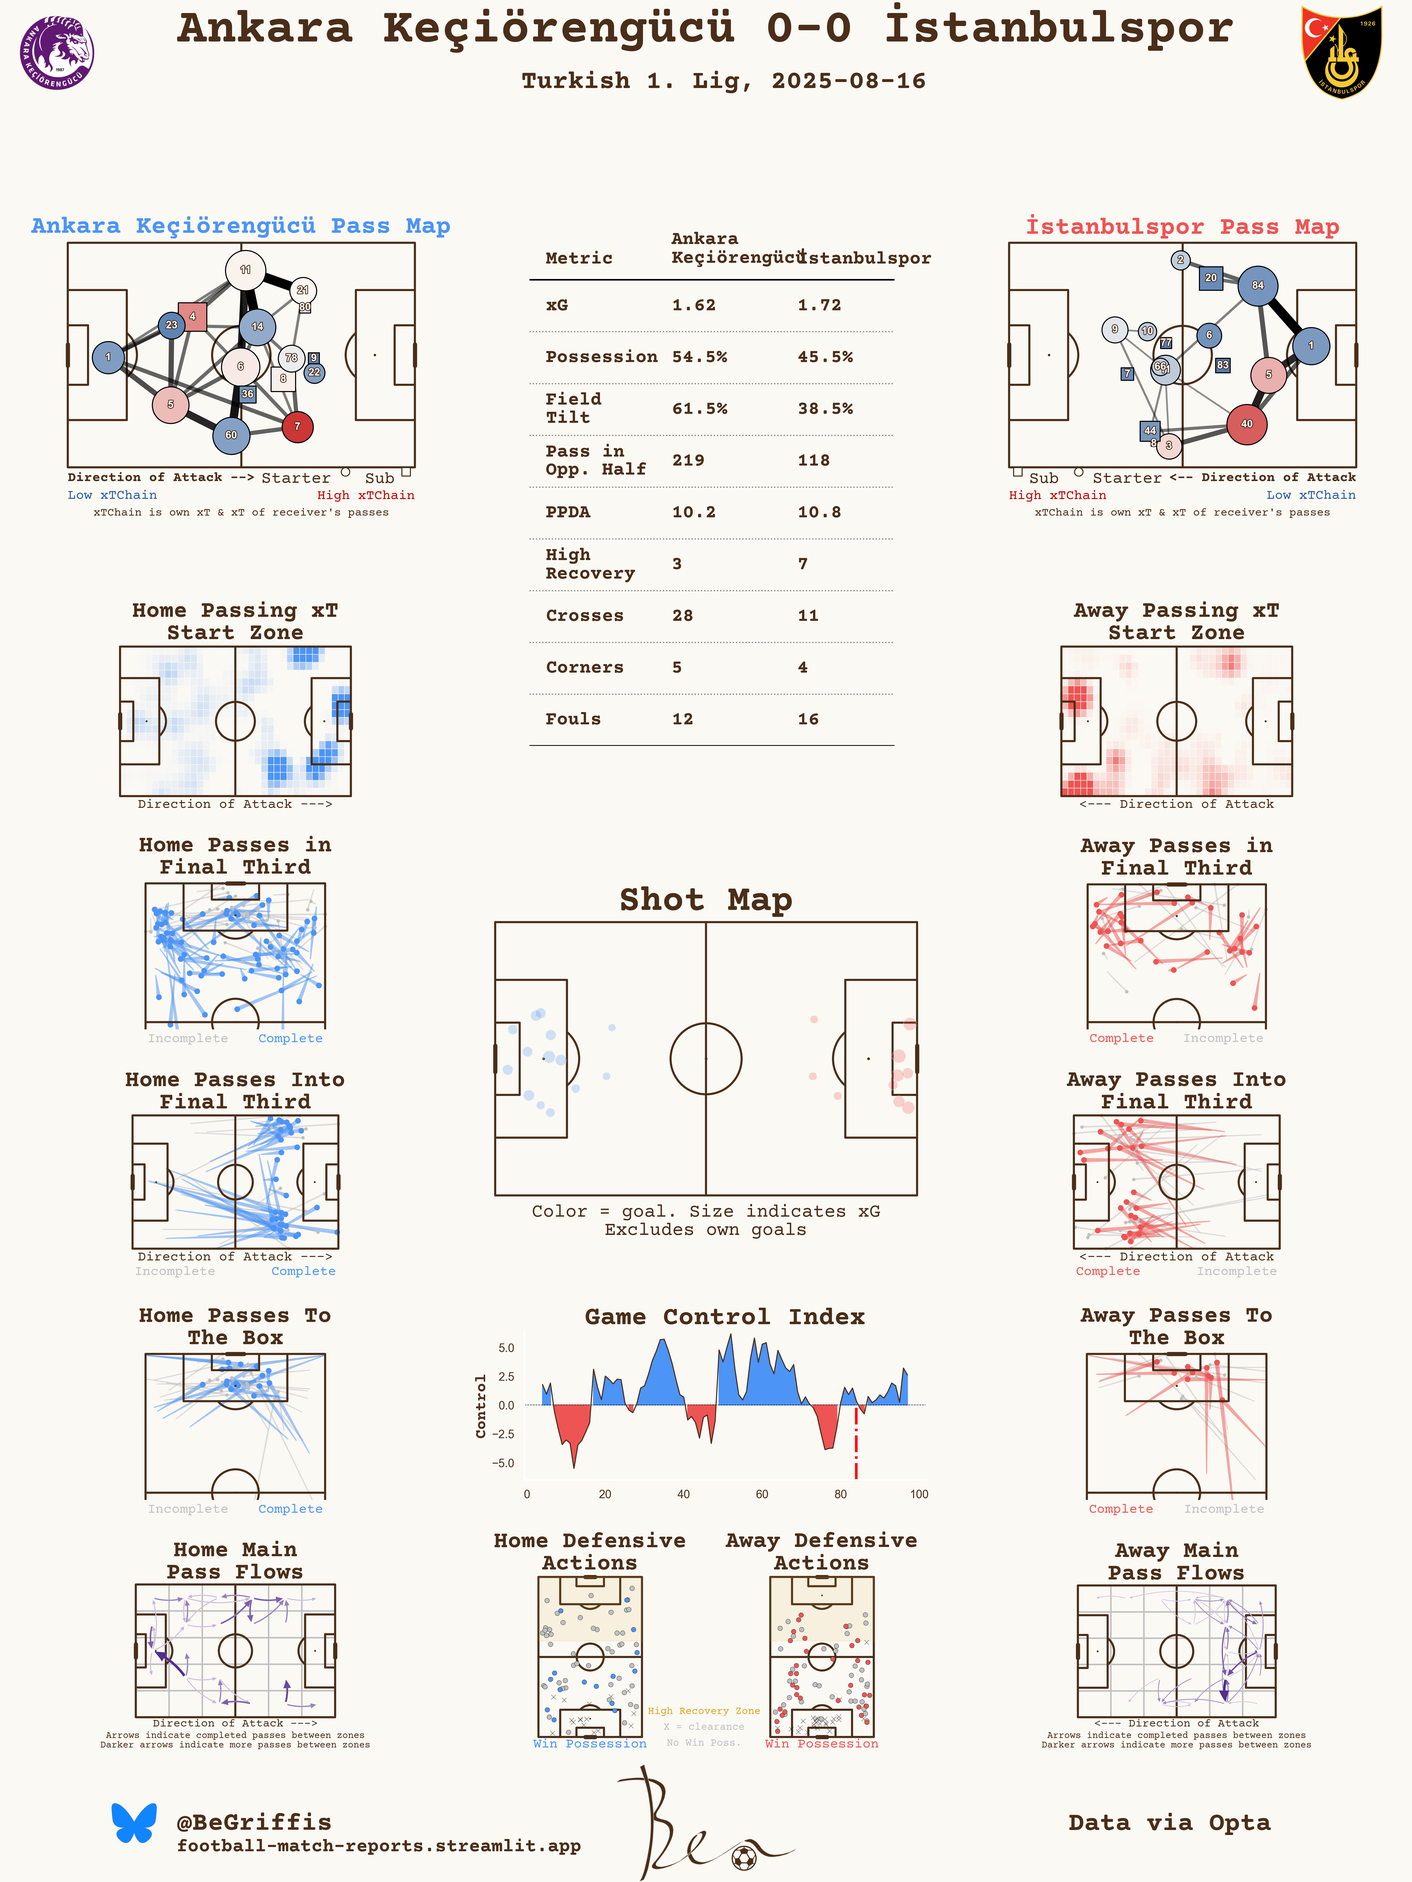 Ankara Keçiörengücü 0-0 İstanbulspor
Turkish 1. Lig, 2025-08-16
ANKARA KEÇİÖRENGÜCÜ
1987
1926
İSTANBULSPOR
Ankara Keçiörengücü Pass Map
11
21
80
4
23
14
1
78
9
6
22
8
36
5
7
60
Direction of Attack --> Starter Sub
Low xTChain High xTChain
xTChain is own xT & xT of receiver's passes
Metric Ankara Keçiörengücü İstanbulspor
xG 1.62 1.72
Possession 54.5% 45.5%
Field
Tilt 61.5% 38.5%
Pass in
Opp. Half 219 118
PPDA 10.2 10.8
High
Recovery 3 7
Crosses 28 11
Corners 5 4
Fouls 12 16
İstanbulspor Pass Map
2
20
84
9
10
6
77
1
66
83
7
5
40
44
3
Sub Starter <-- Direction of Attack
High xTChain Low xTChain
xTChain is own xT & xT of receiver's passes
Home Passing xT
Start Zone
Direction of Attack --->
Away Passing xT
Start Zone
<--- Direction of Attack
Home Passes in
Final Third
Incomplete Complete
Away Passes in
Final Third
Complete Incomplete
Shot Map
Color = goal. Size indicates xG
Excludes own goals
Home Passes Into
Final Third
Direction of Attack --->
Incomplete Complete
Away Passes Into
Final Third
<--- Direction of Attack
Complete Incomplete
Home Passes To
The Box
Incomplete Complete
Game Control Index
Control
5.0
2.5
0.0
−2.5
−5.0
0 20 40 60 80 100
Away Passes To
The Box
Complete Incomplete
Home Main
Pass Flows
Direction of Attack --->
Arrows indicate completed passes between zones
Darker arrows indicate more passes between zones
Home Defensive
Actions
Win Possession
Away Defensive
Actions
Win Possession
High Recovery Zone
X = clearance
No Win Poss.
Away Main
Pass Flows
<--- Direction of Attack
Arrows indicate completed passes between zones
Darker arrows indicate more passes between zones
@BeGriffis
football-match-reports.streamlit.app
Ben
Data via Opta